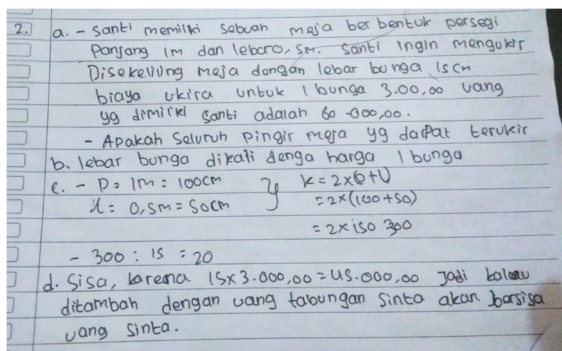 2. a. - Santi memiliki sebuah meja ber bentuk persegi
Panjang 1m dan lebar 0,5m. Santi ingin mengukir
Disekeliling meja dengan lebar bunga 15cm
biaya ukira untuk 1 bunga 3.00,00 uang
yg dimiliki Santi adalah 60.000,00.
- Apakah seluruh pingir meja yg dapat terukir
b. lebar bunga dikali denga harga 1 bunga
c. - P = 1m = 100cm } k = 2x(p+l)
l = 0,5m = 50cm = 2x(100+50)
= 2x150 300
- 300 : 15 = 20
d. Sisa, karena 15x3.000,00 = 45.000,00 Jadi kalau
ditambah dengan uang tabungan Sinta akan bersisa
uang Sinta.